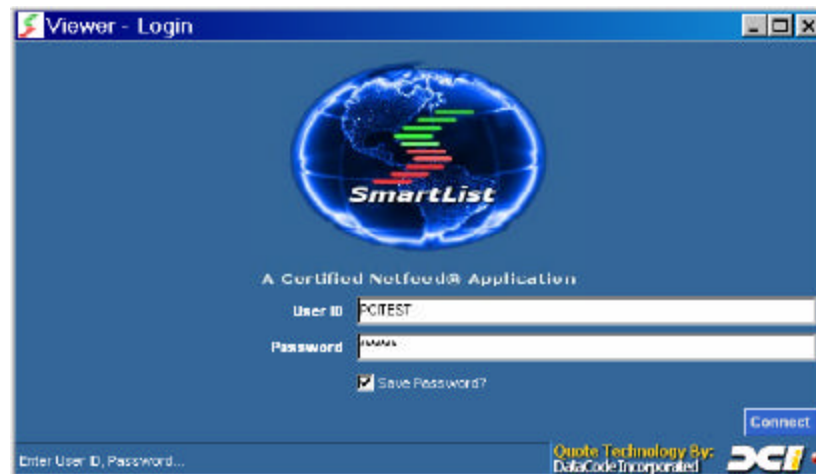 Viewer - Login
SmartList
A Certified Netfeed® Application
User ID PCITEST
Password ******
Save Password?
Connect
Enter User ID, Password...
Quote Technology By:
DataCode Incorporated
DCI